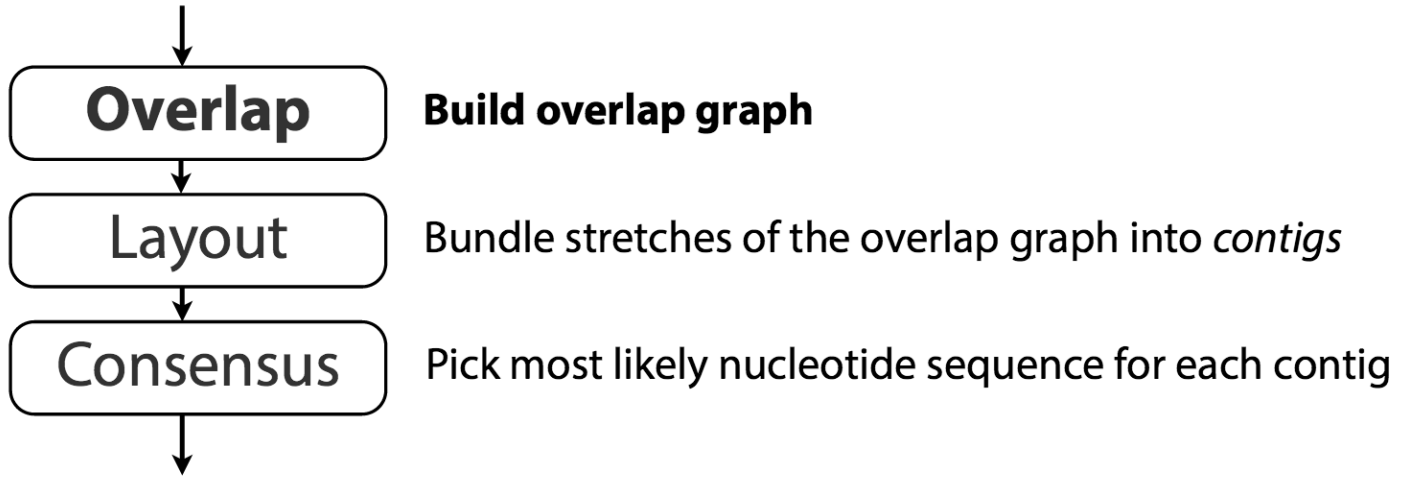 Overlap Build overlap graph
Layout Bundle stretches of the overlap graph into contigs
Consensus Pick most likely nucleotide sequence for each contig